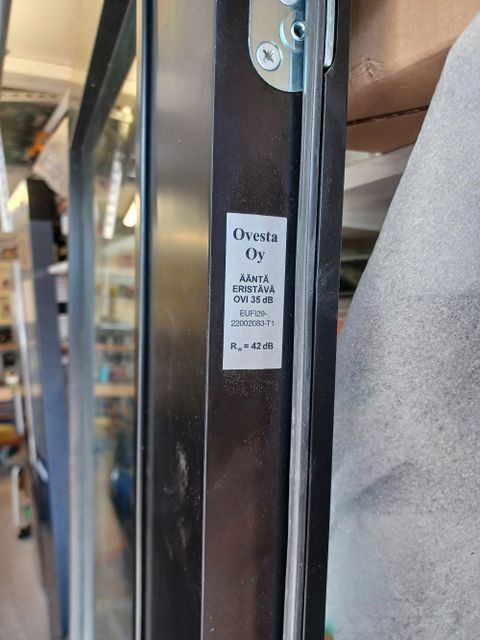 Ovesta
Oy
ÄÄNTÄ
ERISTÄVÄ
OVI 35 dB
EUFI29-
22002083-T1
Rw = 42 dB